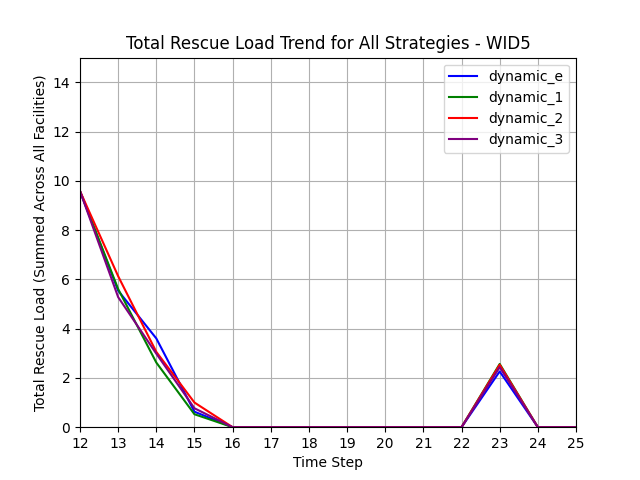 Total Rescue Load Trend for All Strategies - WID5
Total Rescue Load (Summed Across All Facilities)
14
12
10
8
6
4
2
0
dynamic_e
dynamic_1
dynamic_2
dynamic_3
12 13 14 15 16 17 18 19 20 21 22 23 24 25
Time Step